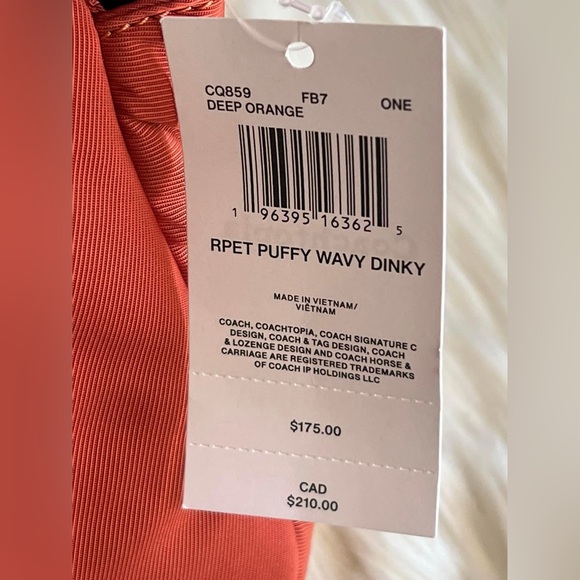 CQ859 FB7 ONE
DEEP ORANGE
1 96395 16362 5
RPET PUFFY WAVY DINKY
MADE IN VIETNAM/
VIÊTNAM
COACH, COACHTOPIA, COACH SIGNATURE C
DESIGN, COACH & TAG DESIGN, COACH
& LOZENGE DESIGN AND COACH HORSE &
CARRIAGE ARE REGISTERED TRADEMARKS
OF COACH IP HOLDINGS LLC
$175.00
CAD
$210.00